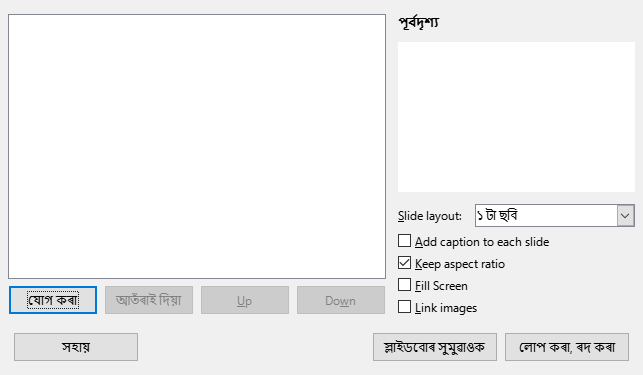 পূৰ্বদৃশ্য
Slide layout:
১ টা ছবি
Add caption to each slide
Keep aspect ratio
Fill Screen
Link images
যোগ কৰা
আতঁৰাই দিয়া
Up
Down
সহায়
স্লাইডবোৰ সুমুৱাওক
লোপ কৰা, ৰদ কৰা